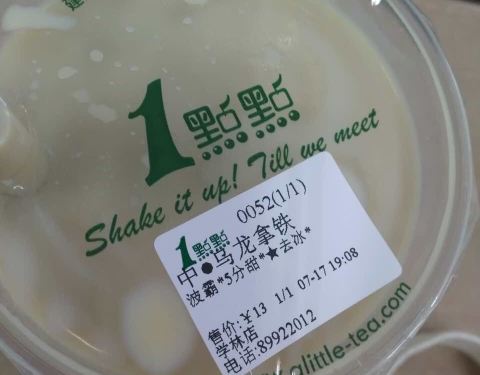 1點點
Shake it up! Till we meet
0052(1/1)
1點點
中●乌龙拿铁
波霸*5分甜*★去冰*
售价:¥13 1/1 07-17 19:08
学林店
电话:89922012
alittle-tea.com